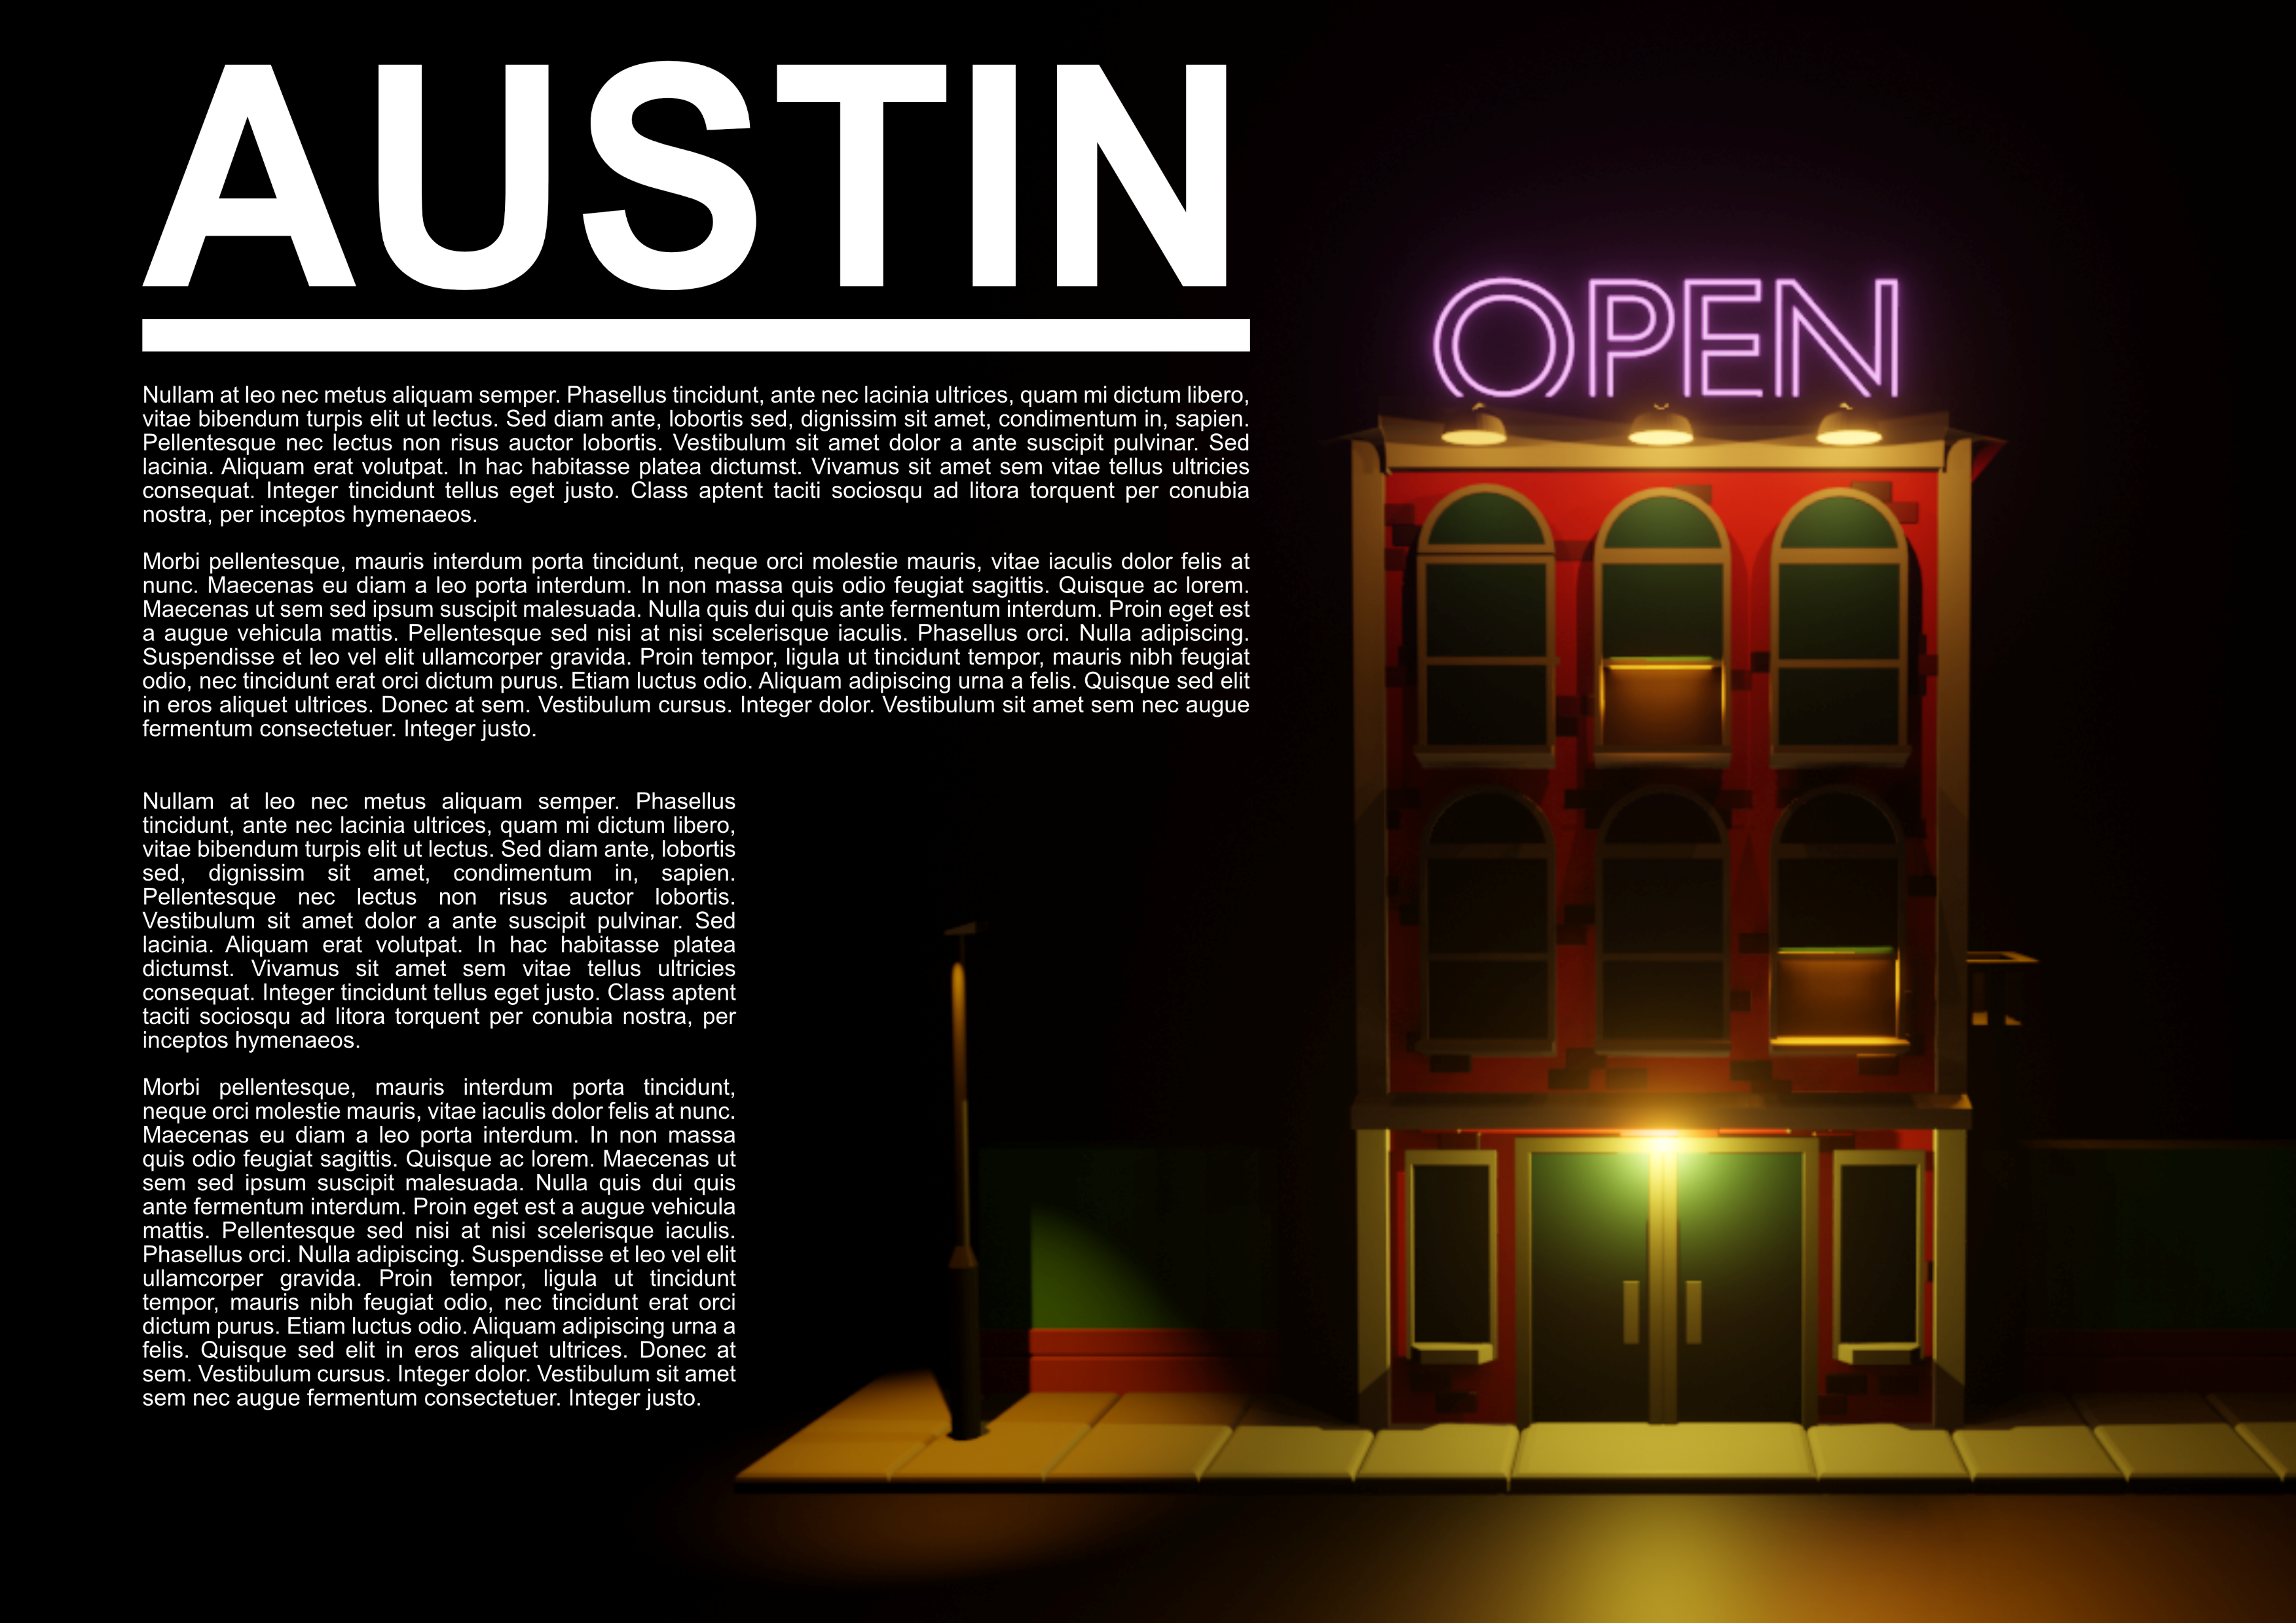 AUSTIN
OPEN
Nullam at leo nec metus aliquam semper. Phasellus tincidunt, ante nec lacinia ultrices, quam mi dictum libero,
vitae bibendum turpis elit ut lectus. Sed diam ante, lobortis sed, dignissim sit amet, condimentum in, sapien.
Pellentesque nec lectus non risus auctor lobortis. Vestibulum sit amet dolor a ante suscipit pulvinar. Sed
lacinia. Aliquam erat volutpat. In hac habitasse platea dictumst. Vivamus sit amet sem vitae tellus ultricies
consequat. Integer tincidunt tellus eget justo. Class aptent taciti sociosqu ad litora torquent per conubia
nostra, per inceptos hymenaeos.
Morbi pellentesque, mauris interdum porta tincidunt, neque orci molestie mauris, vitae iaculis dolor felis at
nunc. Maecenas eu diam a leo porta interdum. In non massa quis odio feugiat sagittis. Quisque ac lorem.
Maecenas ut sem sed ipsum suscipit malesuada. Nulla quis dui quis ante fermentum interdum. Proin eget est
a augue vehicula mattis. Pellentesque sed nisi at nisi scelerisque iaculis. Phasellus orci. Nulla adipiscing.
Suspendisse et leo vel elit ullamcorper gravida. Proin tempor, ligula ut tincidunt tempor, mauris nibh feugiat
odio, nec tincidunt erat orci dictum purus. Etiam luctus odio. Aliquam adipiscing urna a felis. Quisque sed elit
in eros aliquet ultrices. Donec at sem. Vestibulum cursus. Integer dolor. Vestibulum sit amet sem nec augue
fermentum consectetuer. Integer justo.
Nullam at leo nec metus aliquam semper. Phasellus
tincidunt, ante nec lacinia ultrices, quam mi dictum libero,
vitae bibendum turpis elit ut lectus. Sed diam ante, lobortis
sed, dignissim sit amet, condimentum in, sapien.
Pellentesque nec lectus non risus auctor lobortis.
Vestibulum sit amet dolor a ante suscipit pulvinar. Sed
lacinia. Aliquam erat volutpat. In hac habitasse platea
dictumst. Vivamus sit amet sem vitae tellus ultricies
consequat. Integer tincidunt tellus eget justo. Class aptent
taciti sociosqu ad litora torquent per conubia nostra, per
inceptos hymenaeos.
Morbi pellentesque, mauris interdum porta tincidunt,
neque orci molestie mauris, vitae iaculis dolor felis at nunc.
Maecenas eu diam a leo porta interdum. In non massa
quis odio feugiat sagittis. Quisque ac lorem. Maecenas ut
sem sed ipsum suscipit malesuada. Nulla quis dui quis
ante fermentum interdum. Proin eget est a augue vehicula
mattis. Pellentesque sed nisi at nisi scelerisque iaculis.
Phasellus orci. Nulla adipiscing. Suspendisse et leo vel elit
ullamcorper gravida. Proin tempor, ligula ut tincidunt
tempor, mauris nibh feugiat odio, nec tincidunt erat orci
dictum purus. Etiam luctus odio. Aliquam adipiscing urna a
felis. Quisque sed elit in eros aliquet ultrices. Donec at
sem. Vestibulum cursus. Integer dolor. Vestibulum sit amet
sem nec augue fermentum consectetuer. Integer justo.